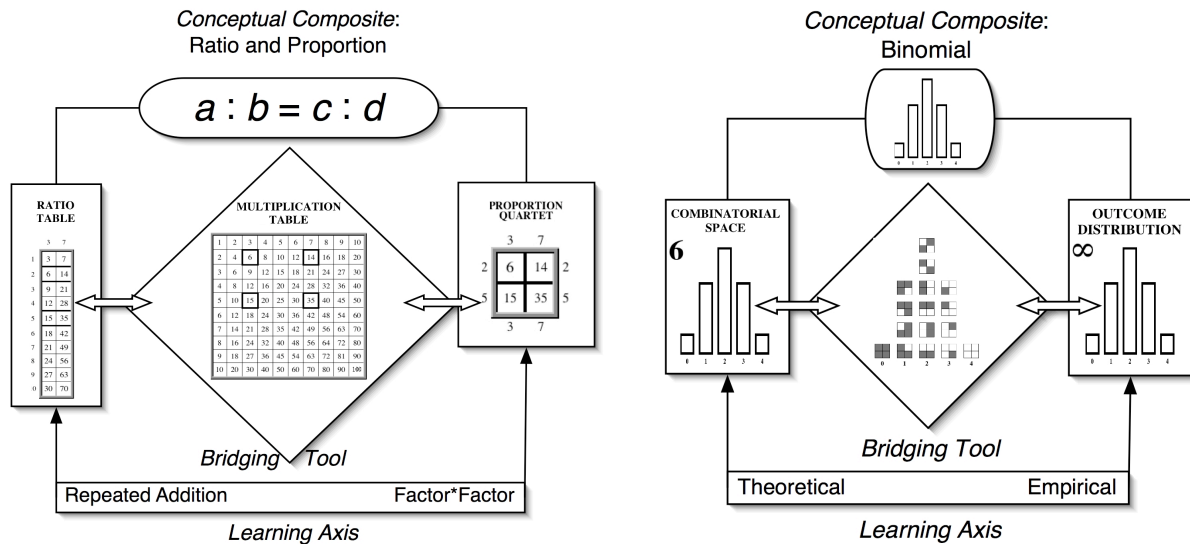 Conceptual Composite:
Ratio and Proportion
a : b = c : d
RATIO
TABLE
3 7
1 3 7
2 6 14
3 9 21
4 12 28
5 15 35
6 18 42
7 21 49
8 24 56
9 27 63
0 30 70
MULTIPLICATION
TABLE
1 2 3 4 5 6 7 8 9 10
2 4 6 8 10 12 14 16 18 20
3 6 9 12 15 18 21 24 27 30
4 8 12 16 20 24 28 32 36 40
5 10 15 20 25 30 35 40 45 50
6 12 18 24 30 36 42 48 54 60
7 14 21 28 35 42 49 56 63 70
8 16 24 32 40 48 56 64 72 80
9 18 27 36 45 54 63 72 81 90
10 20 30 40 50 60 70 80 90 100
PROPORTION
QUARTET
3 7
2 6 14 2
5 15 35 5
3 7
Bridging Tool
Repeated Addition
Factor*Factor
Learning Axis
Conceptual Composite:
Binomial
0 1 2 3 4
COMBINATORIAL
SPACE
6
0 1 2 3 4
0 1 2 3 4
OUTCOME
DISTRIBUTION
∞
0 1 2 3 4
Bridging Tool
Theoretical
Empirical
Learning Axis